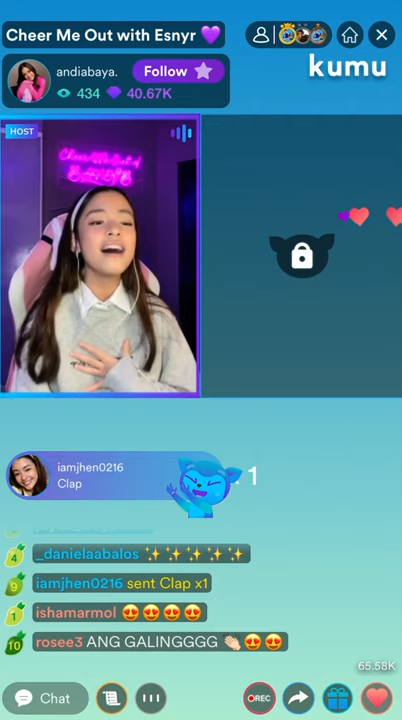 Cheer Me Out with Esnyr 💜
kumu
andiabaya.
Follow
434 40.67K
HOST
iamjhen0216
Clap
1
4 _danielaabalos ✨✨✨✨✨
9 iamjhen0216 sent Clap x1
1 ishamarmol 😍😍😍😍
10 rosee3 ANG GALINGGGG 👏🏻😍😍
65.58K
Chat
REC